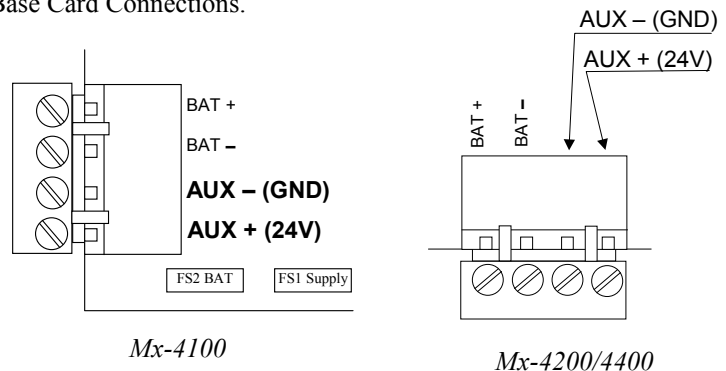 Base Card Connections.
BAT +
BAT –
AUX – (GND)
AUX + (24V)
FS2 BAT
FS1 Supply
Mx-4100
AUX – (GND)
AUX + (24V)
BAT +
BAT –
Mx-4200/4400